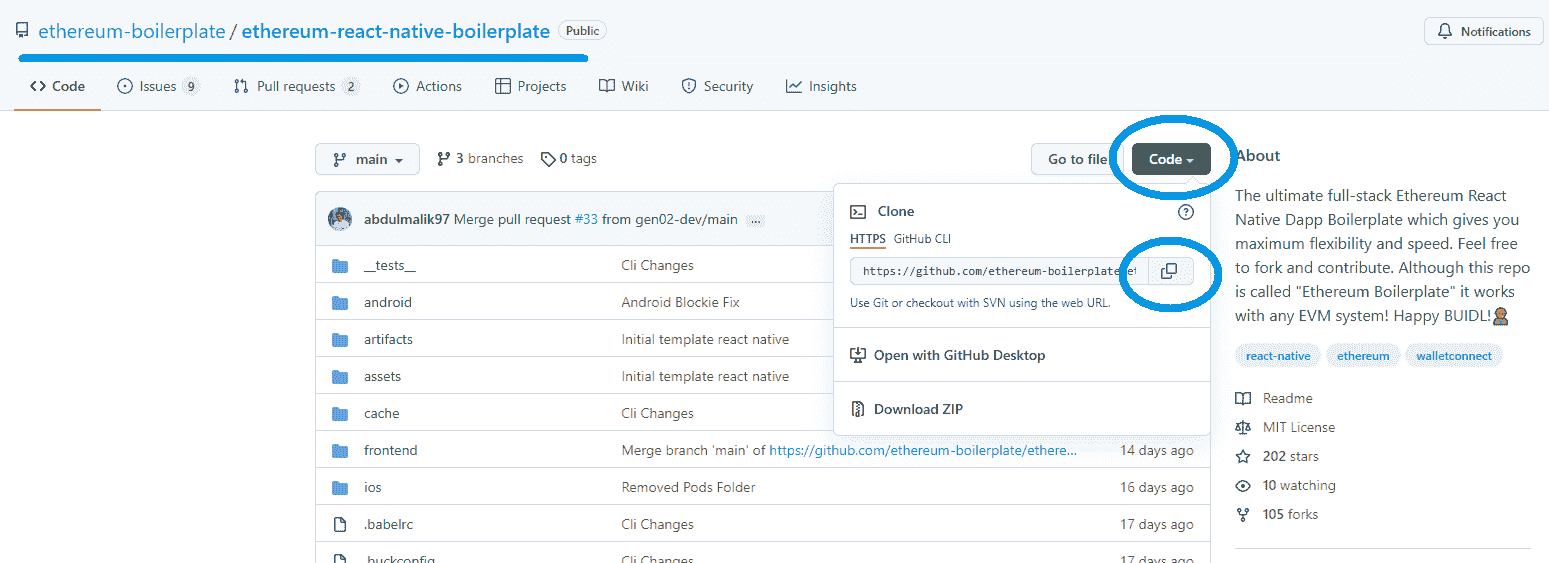 ethereum-boilerplate / ethereum-react-native-boilerplate Public Notifications
Code Issues 9 Pull requests 2 Actions Projects Wiki Security Insights
main 3 branches 0 tags Go to file Code
abdulmalik97 Merge pull request #33 from gen02-dev/main ...
__tests__ Cli Changes
android Android Blockie Fix
artifacts Initial template react native
assets Initial template react native
cache Cli Changes
frontend Merge branch 'main' of https://github.com/ethereum-boilerplate/ethere... 14 days ago
ios Removed Pods Folder 16 days ago
.babelrc Cli Changes 17 days ago
.buckconfig Cli Changes 17 days ago
Clone
HTTPS GitHub CLI
https://github.com/ethereum-boilerplate
Use Git or checkout with SVN using the web URL.
Open with GitHub Desktop
Download ZIP
About
The ultimate full-stack Ethereum React
Native Dapp Boilerplate which gives you
maximum flexibility and speed. Feel free
to fork and contribute. Although this repo
is called "Ethereum Boilerplate" it works
with any EVM system! Happy BUIDL!
react-native ethereum walletconnect
Readme
MIT License
202 stars
10 watching
105 forks